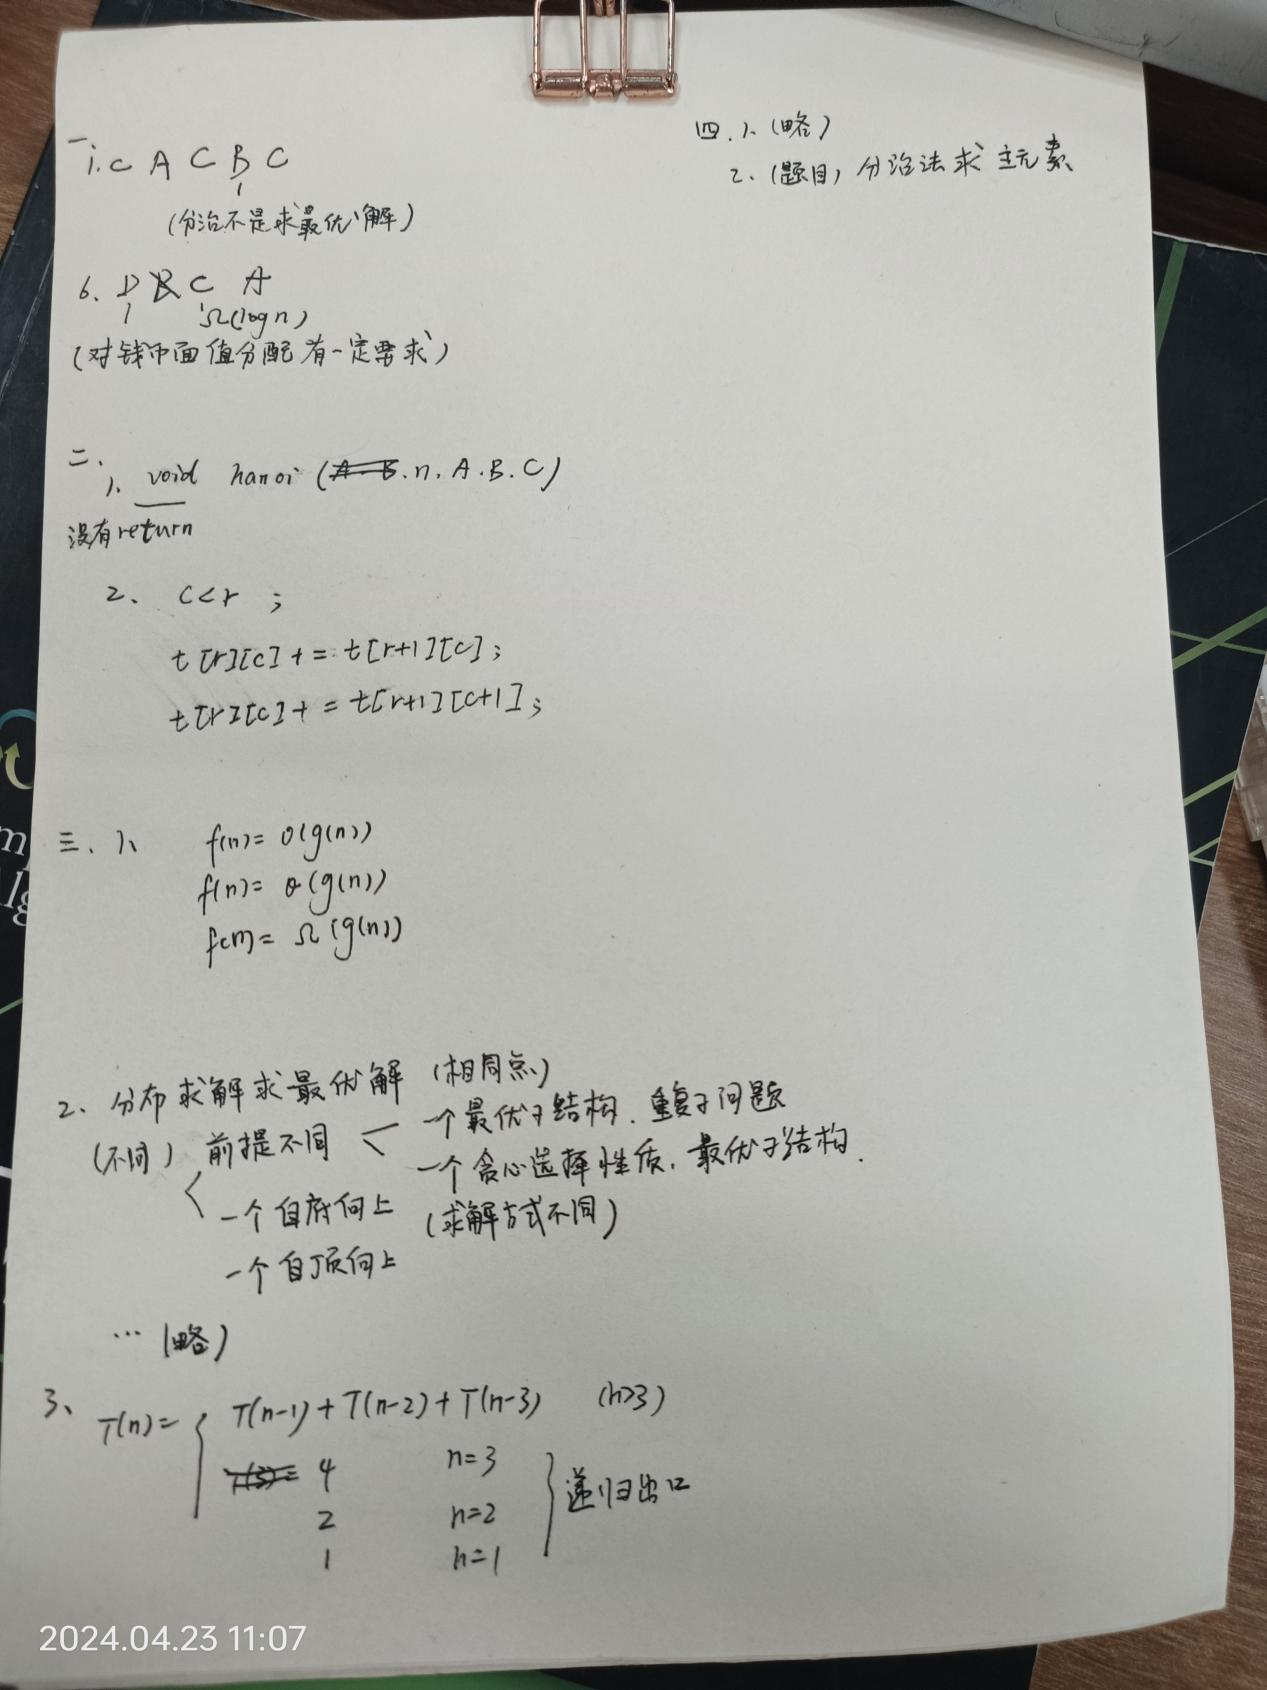 一
1. C A C B C
(分治不是求最优解)
6. D B C A
Ω(logn)
(对钱币面值分配有一定要求)
二.
1. void hanoi (A. B. n. A. B. C)
没有return
2. c<r ;
t[r][c] += t[r+1][c];
t[r][c] += t[r+1][c+1];
三. 1. f(n)= O(g(n))
f(n)= θ(g(n))
f(n)= Ω(g(n))
2. 分布求解求最优解 (相同点)
(不同) 前提不同 一个最优子结构. 重复子问题
一个贪心选择性质. 最优子结构.
一个自底向上 (求解方式不同)
一个自顶向上
… (略)
3. T(n)= T(n-1)+T(n-2)+T(n-3) (n>3)
T(3)= 4 n=3
2 n=2 递归出口
1 n=1
四. 1. (略)
2. (题目) 分治法求主元素
2024.04.23 11:07